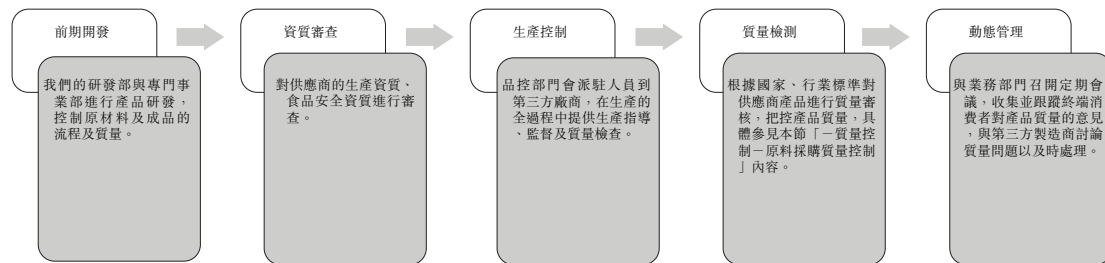 前期開發
我們的研發部與專門事
業部進行產品研發，
控制原材料及成品的
流程及質量。
資質審查
對供應商的生產資質、
食品安全資質進行審
查。
生產控制
品控部門會派駐人員到
第三方廠商，在生產的
全過程中提供生產指導
、監督及質量檢查。
質量檢測
根據國家、行業標準對
供應商產品進行質量審
核，把控產品質量，具
體參見本節「－質量控
制－原料採購質量控制
」內容。
動態管理
與業務部門召開定期會
議，收集並跟蹤終端消
費者對產品質量的意見
，與第三方製造商討論
質量問題以及時處理。